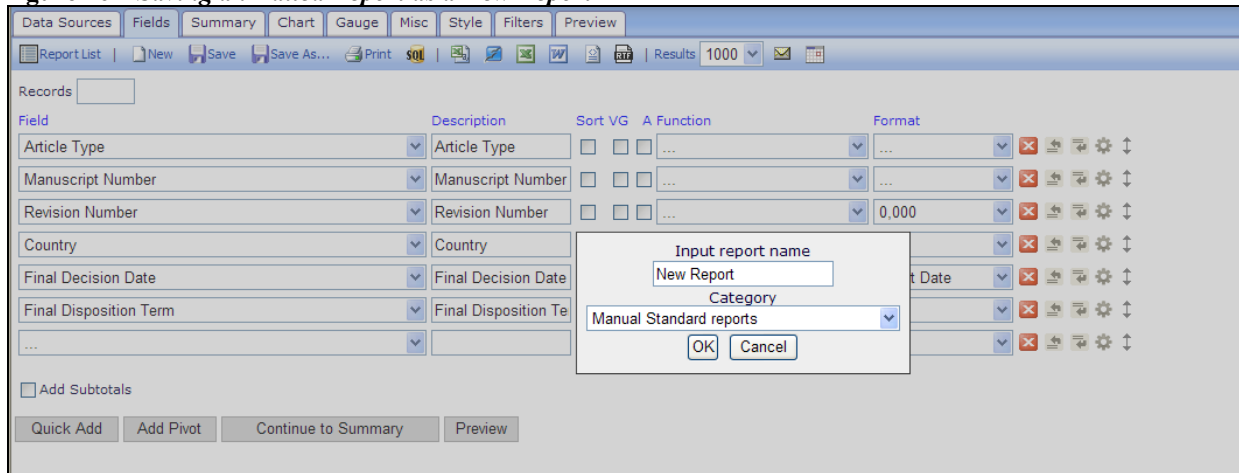 Data Sources Fields Summary Chart Gauge Misc Style Filters Preview
Report List | New Save Save As... Print SQL | Results 1000
Records
Field Description Sort VG A Function Format
Article Type Article Type ... ...
Manuscript Number Manuscript Number ... ...
Revision Number Revision Number ... 0,000
Country Country
Final Decision Date Final Decision Date t Date
Final Disposition Term Final Disposition Te
...
Input report name
New Report
Category
Manual Standard reports
OK Cancel
Add Subtotals
Quick Add Add Pivot Continue to Summary Preview